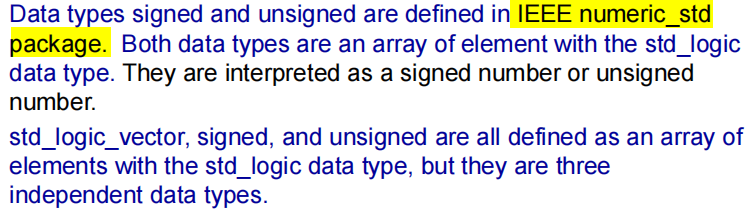 Data types signed and unsigned are defined in IEEE numeric_std
package. Both data types are an array of element with the std_logic
data type. They are interpreted as a signed number or unsigned
number.
std_logic_vector, signed, and unsigned are all defined as an array of
elements with the std_logic data type, but they are three
independent data types.